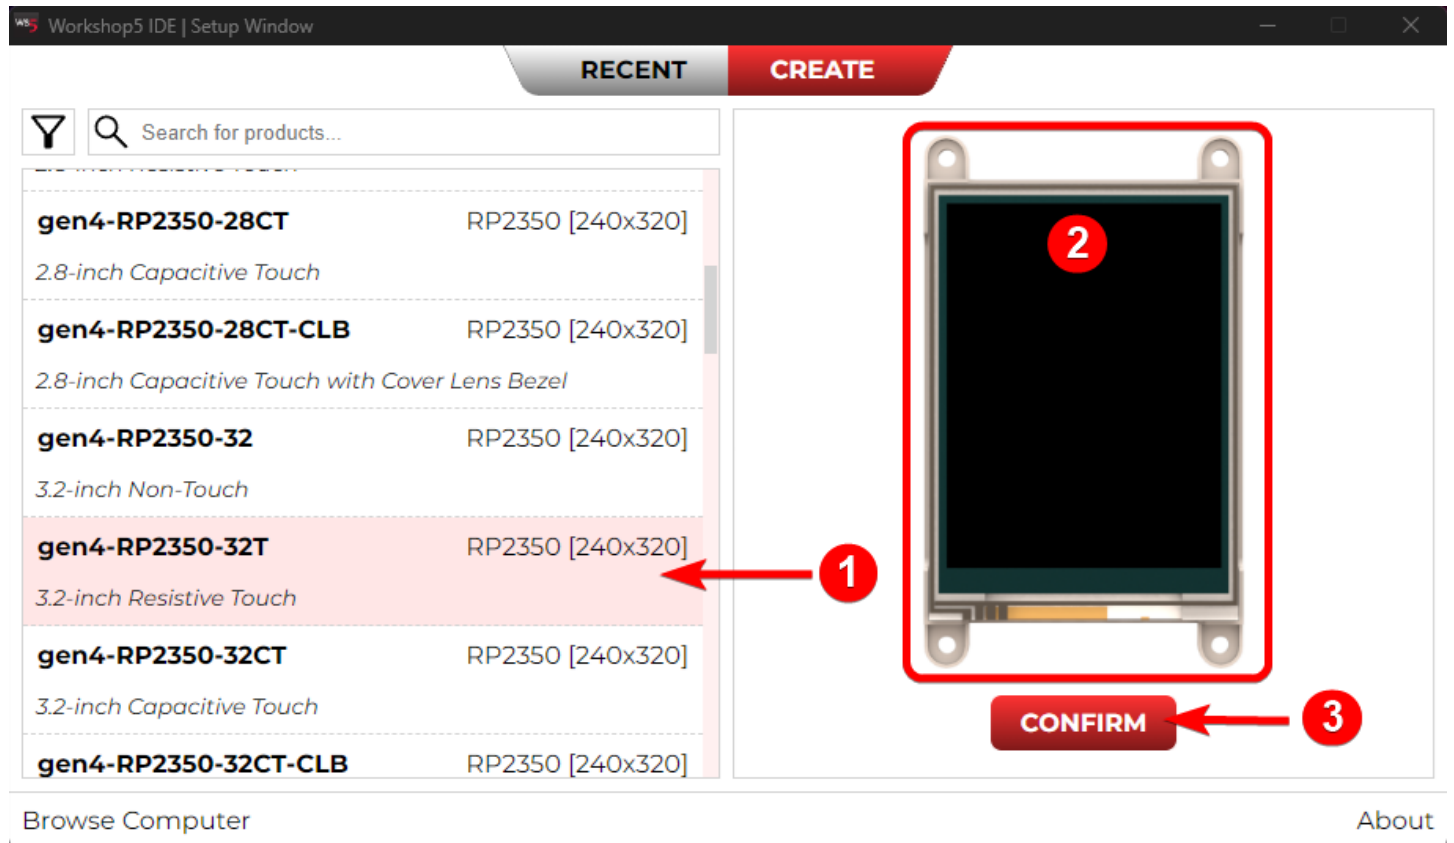 WS5 Workshop5 IDE | Setup Window
RECENT CREATE
Search for products...
gen4-RP2350-28CT RP2350 [240x320]
2.8-inch Capacitive Touch
gen4-RP2350-28CT-CLB RP2350 [240x320]
2.8-inch Capacitive Touch with Cover Lens Bezel
gen4-RP2350-32 RP2350 [240x320]
3.2-inch Non-Touch
gen4-RP2350-32T RP2350 [240x320]
3.2-inch Resistive Touch
gen4-RP2350-32CT RP2350 [240x320]
3.2-inch Capacitive Touch
gen4-RP2350-32CT-CLB RP2350 [240x320]
2
1
CONFIRM
3
Browse Computer
About